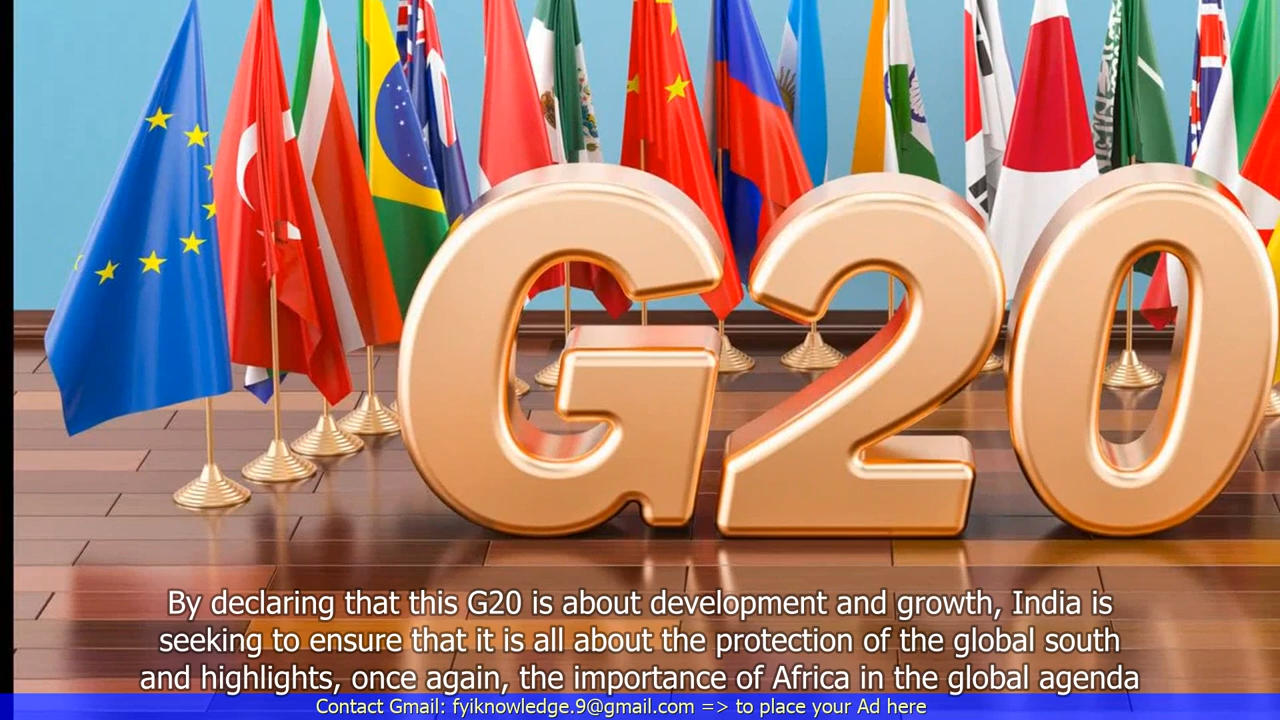 G20
By declaring that this G20 is about development and growth, India is
seeking to ensure that it is all about the protection of the global south
and highlights, once again, the importance of Africa in the global agenda
Contact Gmail: fyiknowledge.9@gmail.com => to place your Ad here